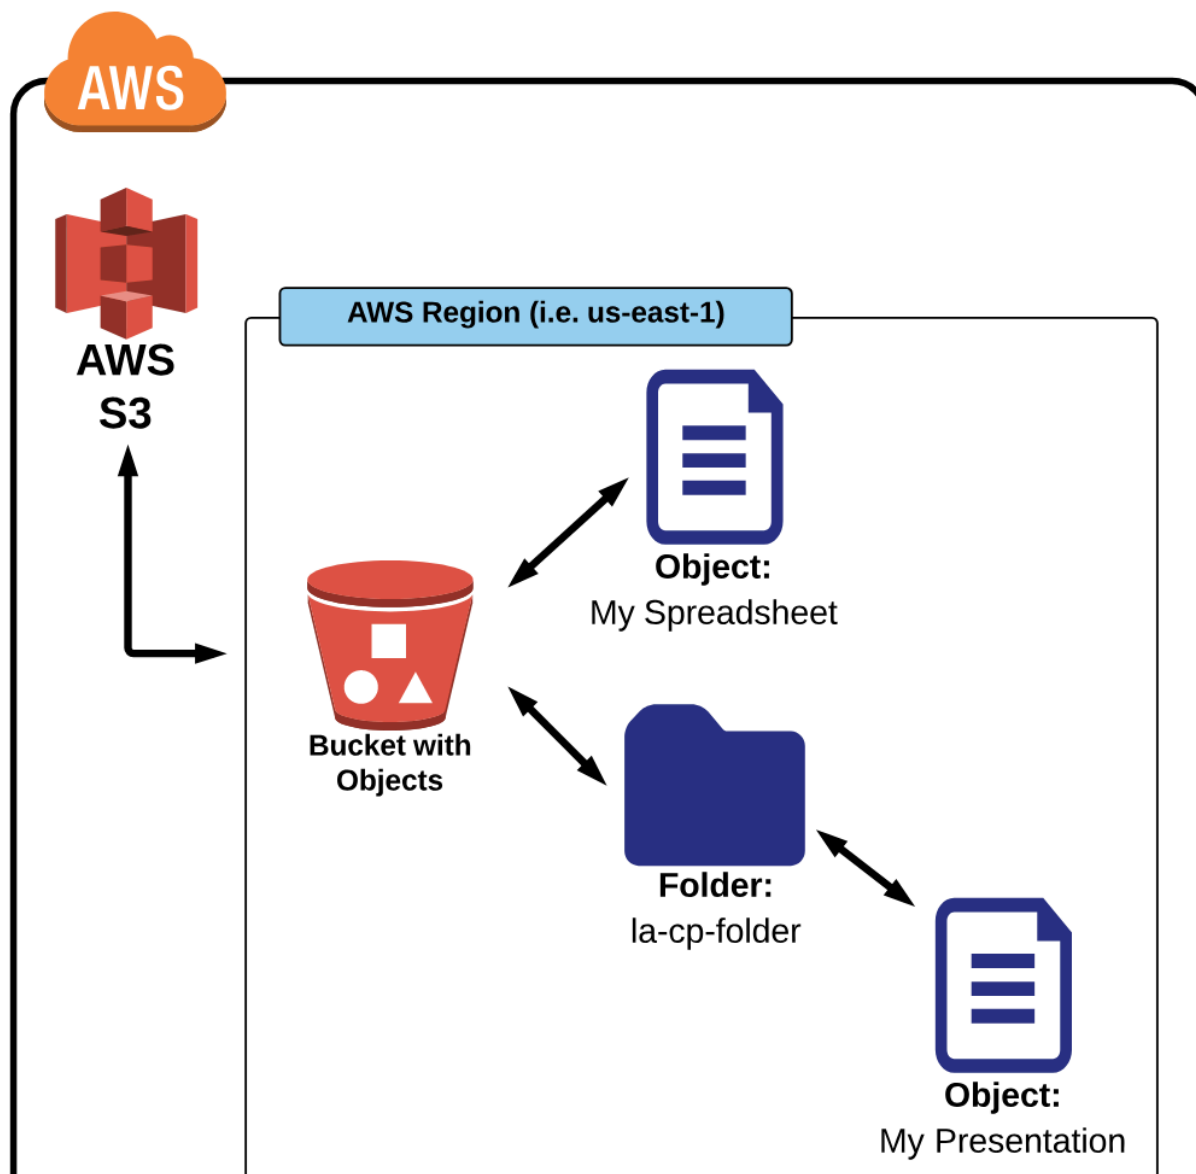 AWS
AWS
S3
AWS Region (i.e. us-east-1)
Object:
My Spreadsheet
Bucket with
Objects
Folder:
la-cp-folder
Object:
My Presentation